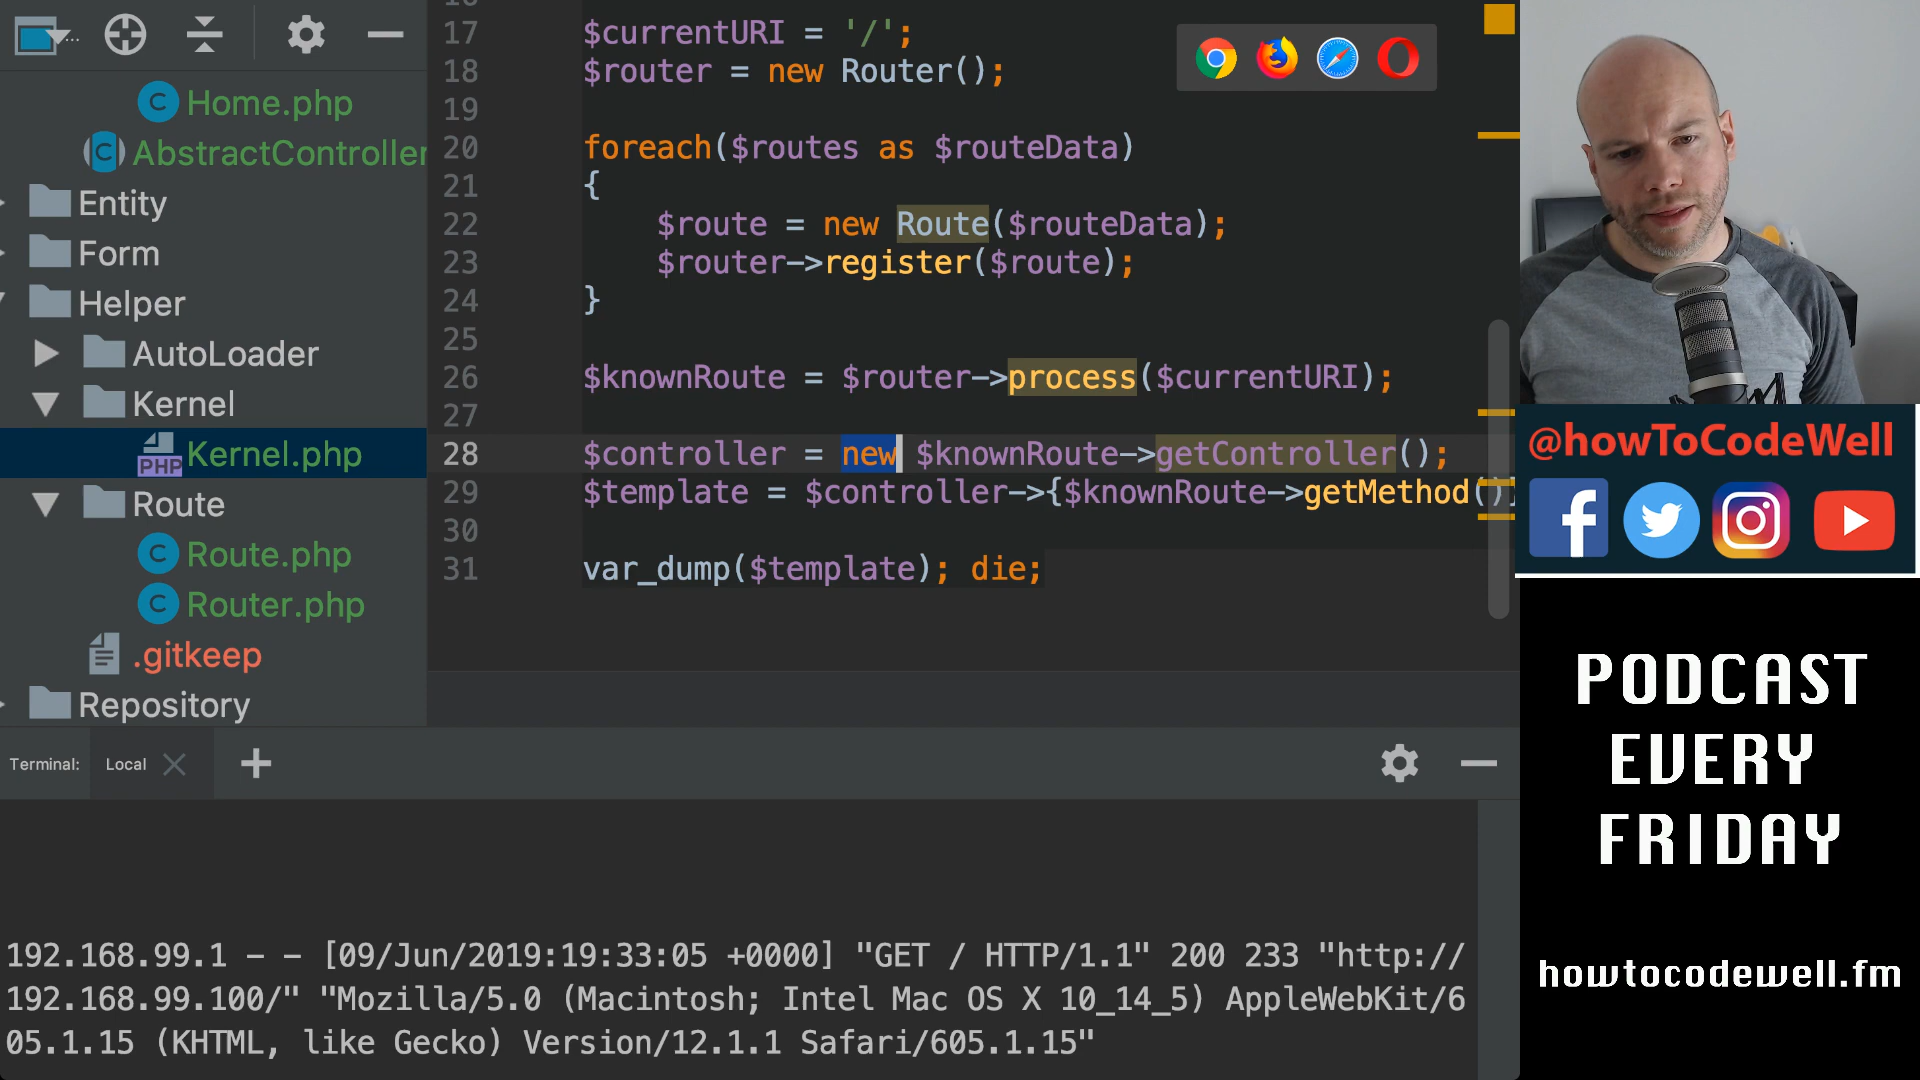 Home.php
AbstractController
Entity
Form
Helper
AutoLoader
Kernel
PHP Kernel.php
Route
Route.php
Router.php
.gitkeep
Repository
17 $currentURI = '/';
18 $router = new Router();
19
20 foreach($routes as $routeData)
21 {
22 $route = new Route($routeData);
23 $router->register($route);
24 }
25
26 $knownRoute = $router->process($currentURI);
27
28 $controller = new $knownRoute->getController();
29 $template = $controller->{$knownRoute->getMethod()}
30
31 var_dump($template); die;
Terminal: Local
192.168.99.1 - - [09/Jun/2019:19:33:05 +0000] "GET / HTTP/1.1" 200 233 "http://
192.168.99.100/" "Mozilla/5.0 (Macintosh; Intel Mac OS X 10_14_5) AppleWebKit/6
05.1.15 (KHTML, like Gecko) Version/12.1.1 Safari/605.1.15"
@howToCodeWell
PODCAST
EVERY
FRIDAY
howtocodewell.fm